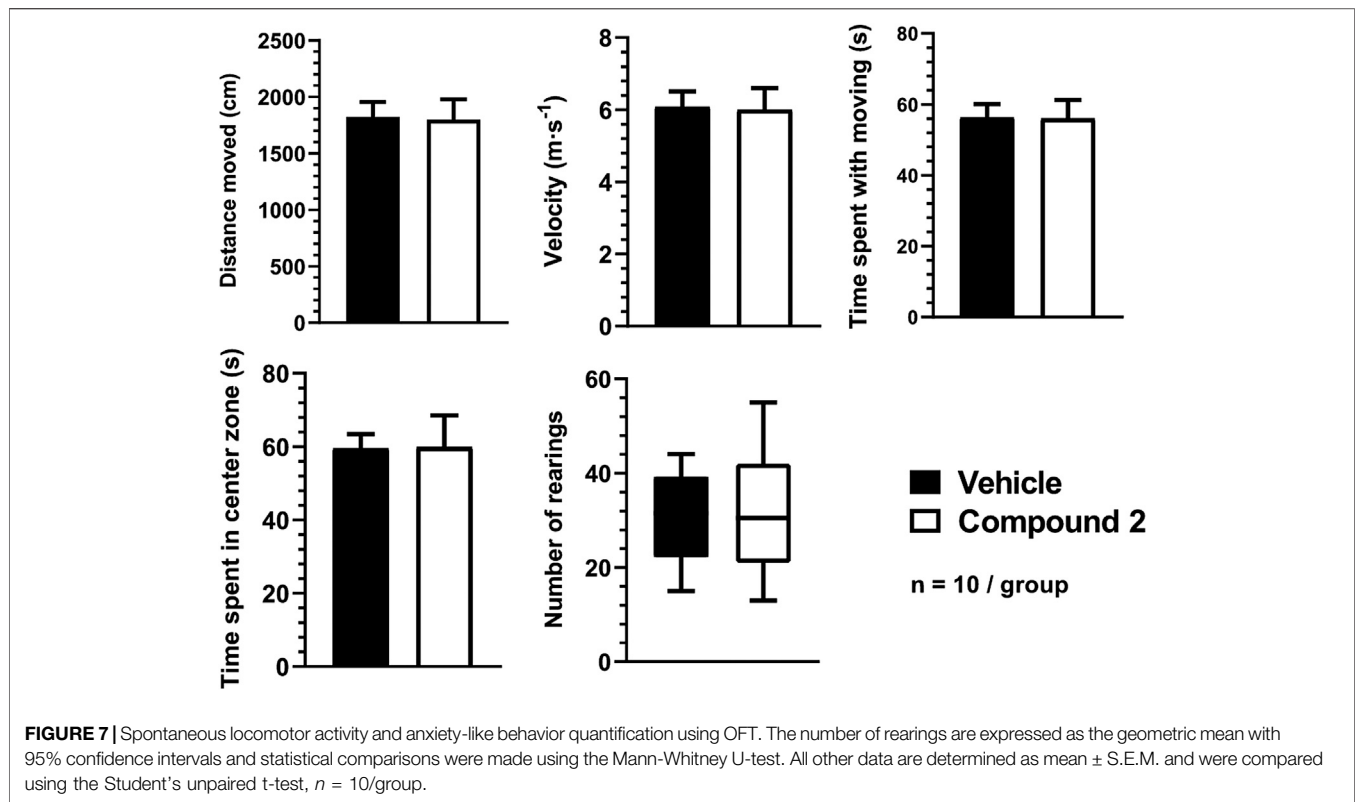 Distance moved (cm)
2500
2000
1500
1000
500
0
Velocity (m·s⁻¹)
8
6
4
2
0
Time spent with moving (s)
80
60
40
20
0
Time spent in center zone (s)
80
60
40
20
0
Number of rearings
60
40
20
0
Vehicle
Compound 2
n = 10 / group
FIGURE 7 | Spontaneous locomotor activity and anxiety-like behavior quantification using OFT. The number of rearings are expressed as the geometric mean with
95% confidence intervals and statistical comparisons were made using the Mann-Whitney U-test. All other data are determined as mean ± S.E.M. and were compared
using the Student’s unpaired t-test, n = 10/group.